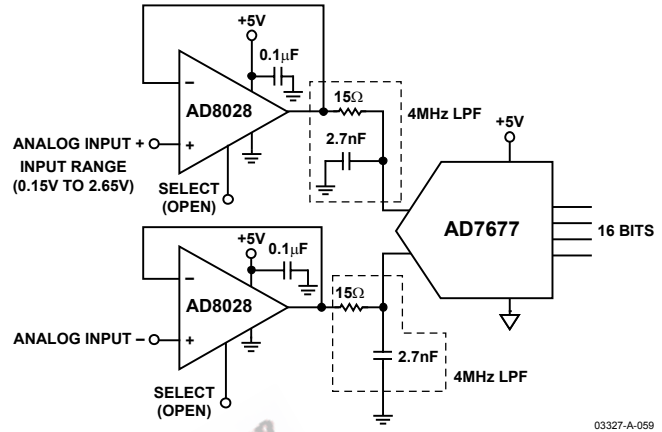 +5V
0.1µF
–
AD8028
+
ANALOG INPUT +
INPUT RANGE
(0.15V TO 2.65V)
SELECT
(OPEN)
15Ω
4MHz LPF
2.7nF
+5V
AD7677
16 BITS
+5V
0.1µF
–
AD8028
+
ANALOG INPUT –
SELECT
(OPEN)
15Ω
2.7nF
4MHz LPF
03327-A-059